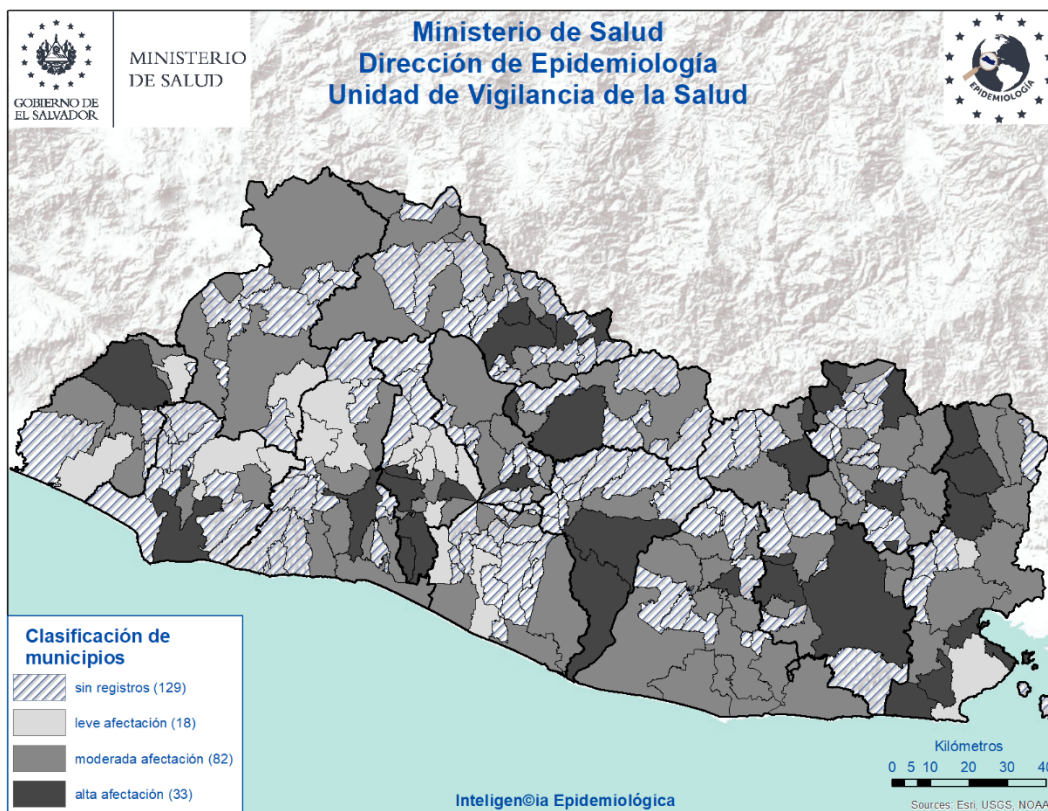 GOBIERNO DE
EL SALVADOR
MINISTERIO
DE SALUD
Ministerio de Salud
Dirección de Epidemiología
Unidad de Vigilancia de la Salud
EPIDEMIOLOGÍA
Clasificación de
municipios
sin registros (129)
leve afectación (18)
moderada afectación (82)
alta afectación (33)
Inteligen©ia Epidemiológica
Kilómetros
0 5 10 20 30 40
Sources: Esri, USGS, NOAA